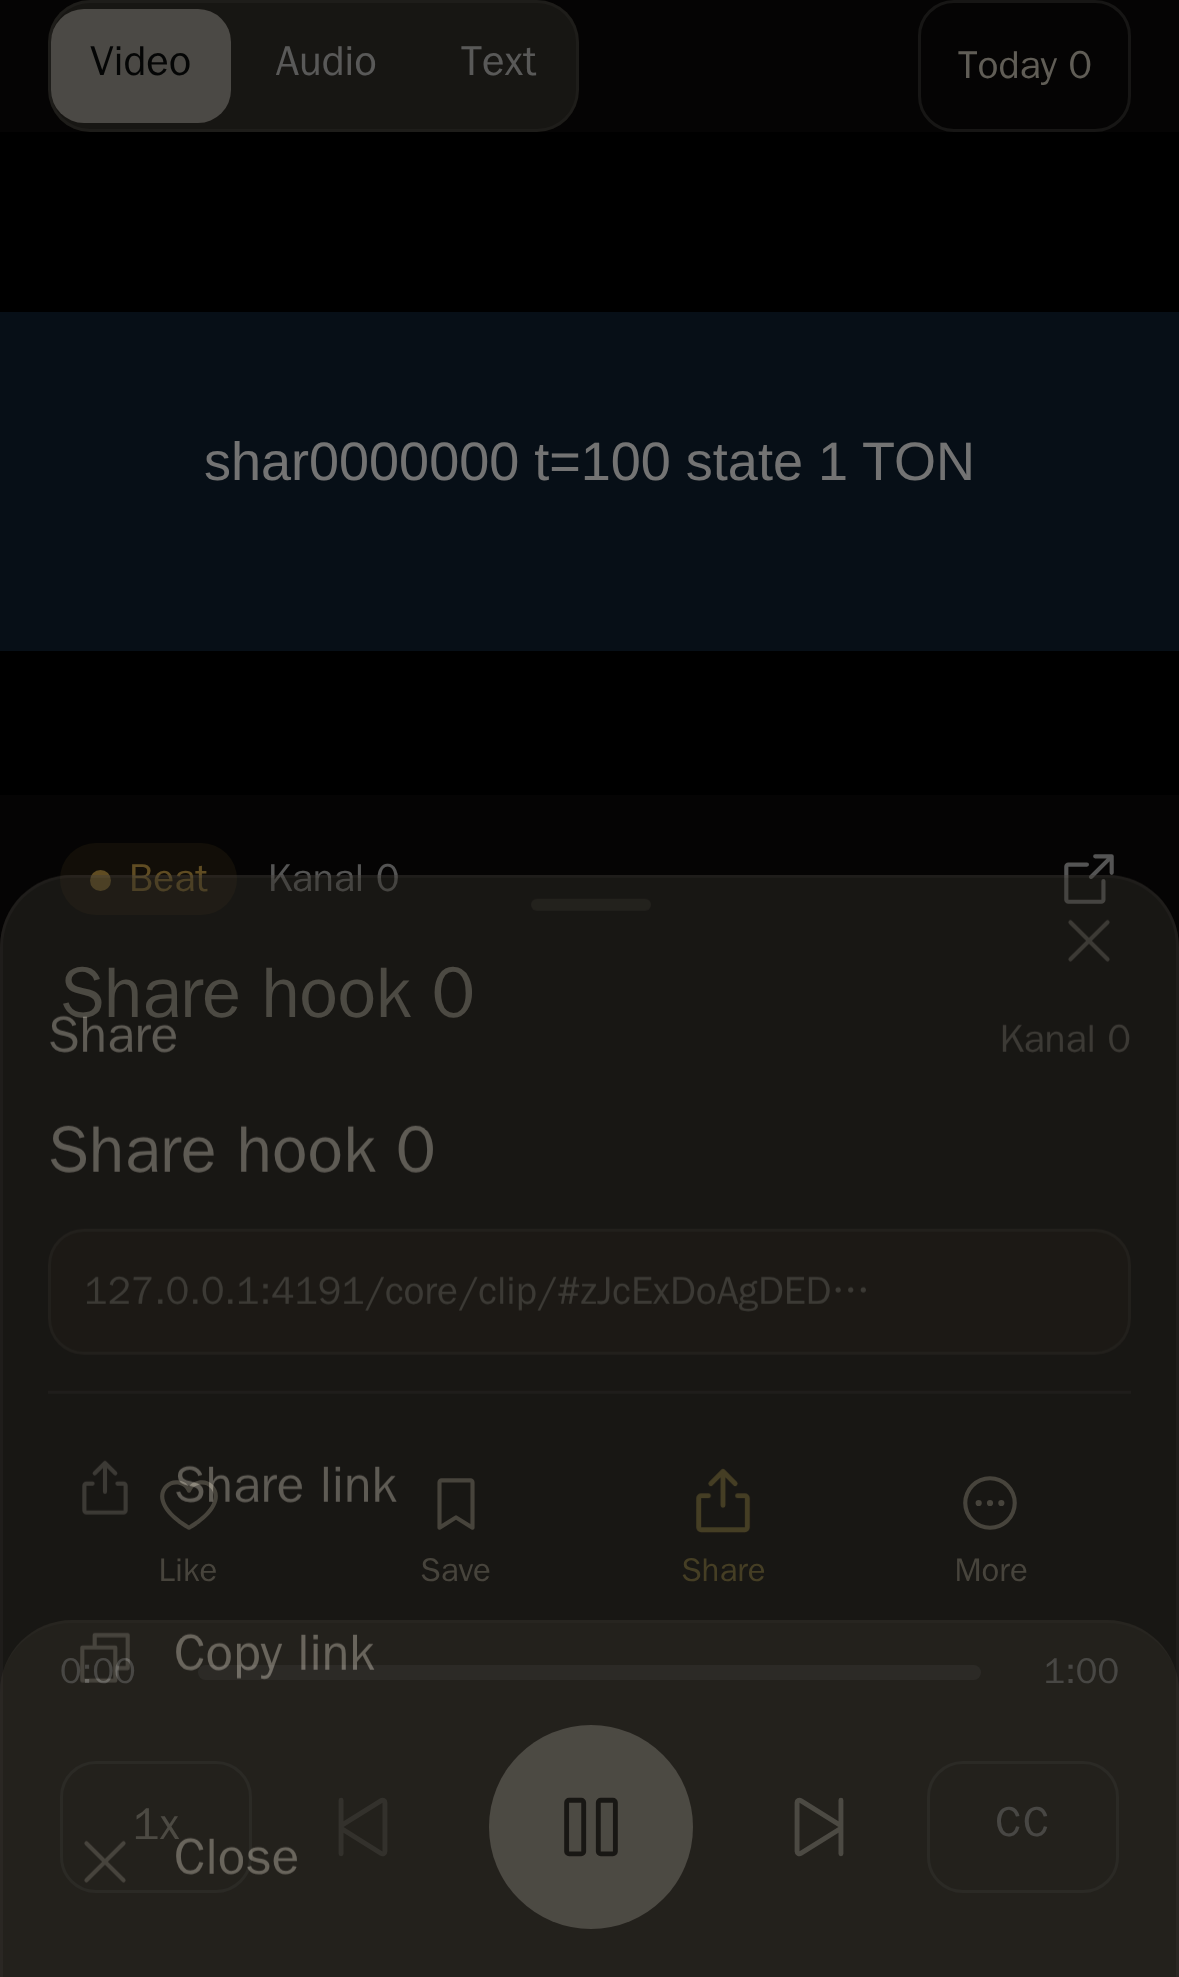 Video Audio Text Today 0
shar0000000 t=100 state 1 TON
Beat Kanal 0
Share hook 0
Share Kanal 0
Share hook 0
127.0.0.1:4191/core/clip/#zJcExDoAgDED…
Share link
Like Save Share More
Copy link
0:00 1:00
1x CC
Close